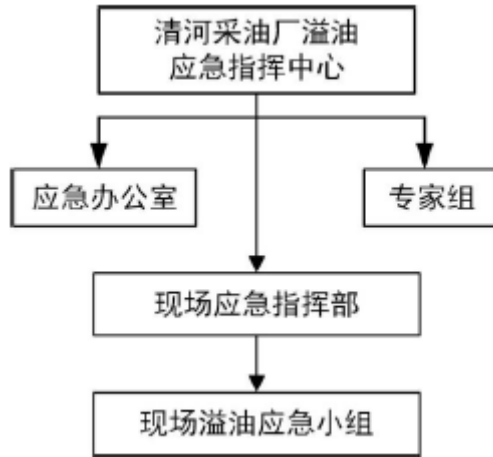 清河采油厂溢油
应急指挥中心
应急办公室
专家组
现场应急指挥部
现场溢油应急小组